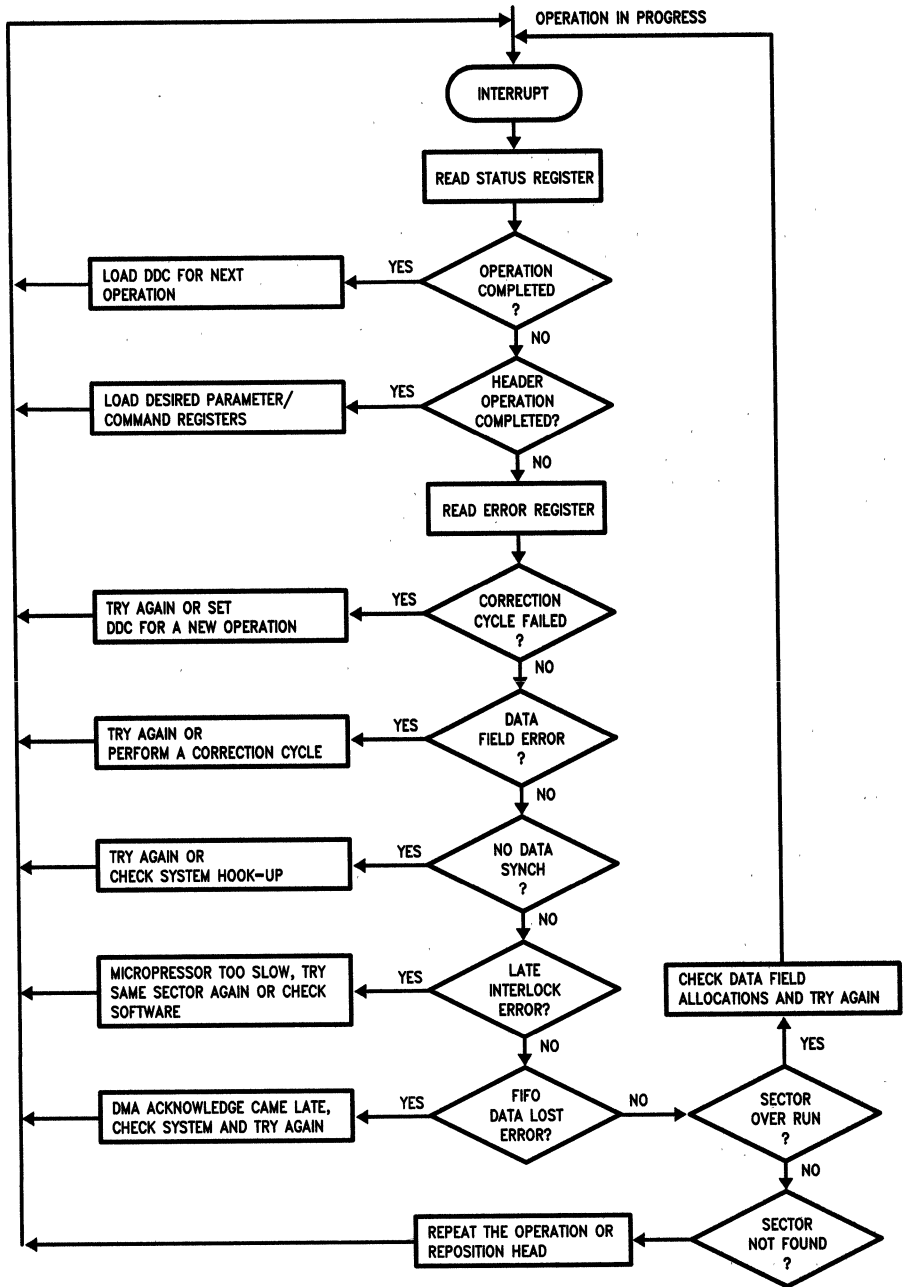 OPERATION IN PROGRESS
INTERRUPT
READ STATUS REGISTER
OPERATION
COMPLETED
?
YES
LOAD DDC FOR NEXT
OPERATION
NO
HEADER
OPERATION
COMPLETED?
YES
LOAD DESIRED PARAMETER/
COMMAND REGISTERS
NO
READ ERROR REGISTER
CORRECTION
CYCLE FAILED
?
YES
TRY AGAIN OR SET
DDC FOR A NEW OPERATION
NO
DATA
FIELD ERROR
?
YES
TRY AGAIN OR
PERFORM A CORRECTION CYCLE
NO
NO DATA
SYNCH
?
YES
TRY AGAIN OR
CHECK SYSTEM HOOK-UP
NO
LATE
INTERLOCK
ERROR?
YES
MICROPRESSOR TOO SLOW, TRY
SAME SECTOR AGAIN OR CHECK
SOFTWARE
NO
FIFO
DATA LOST
ERROR?
YES
DMA ACKNOWLEDGE CAME LATE,
CHECK SYSTEM AND TRY AGAIN
NO
SECTOR
OVER RUN
?
YES
CHECK DATA FIELD
ALLOCATIONS AND TRY AGAIN
NO
SECTOR
NOT FOUND
?
REPEAT THE OPERATION OR
REPOSITION HEAD